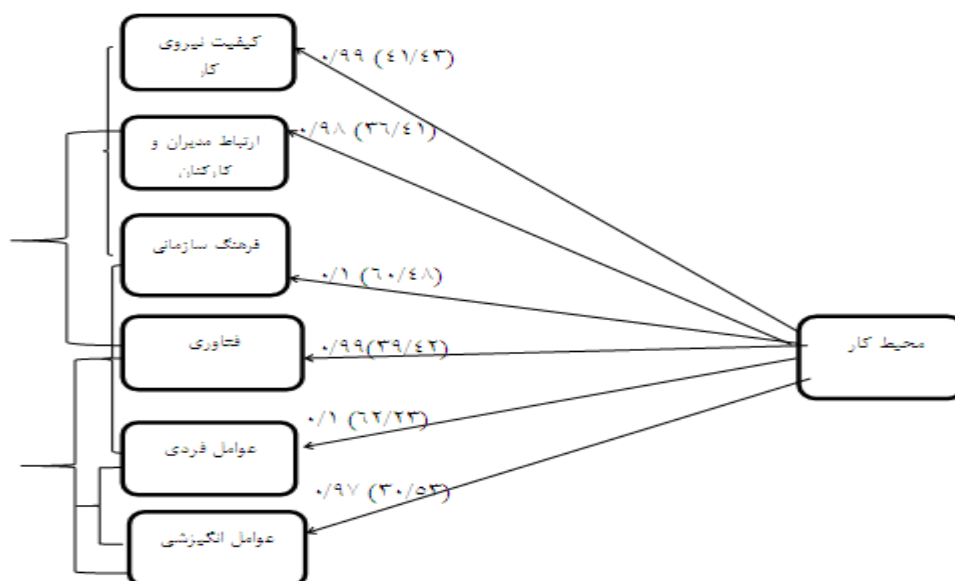 کیفیت نیروی
کار
۰/۹۹ (۴۱/۴۳)
ارتباط مدیران و
کارکنان
۰/۹۸ (۳۶/۴۱)
فرهنگ سازمانی
۰/۱ (۶۰/۴۸)
فناوری
۰/۹۹(۳۹/۴۲)
محیط کار
عوامل فردی
۰/۱ (۶۲/۲۳)
عوامل انگیزشی
۰/۹۷ (۳۰/۵۳)